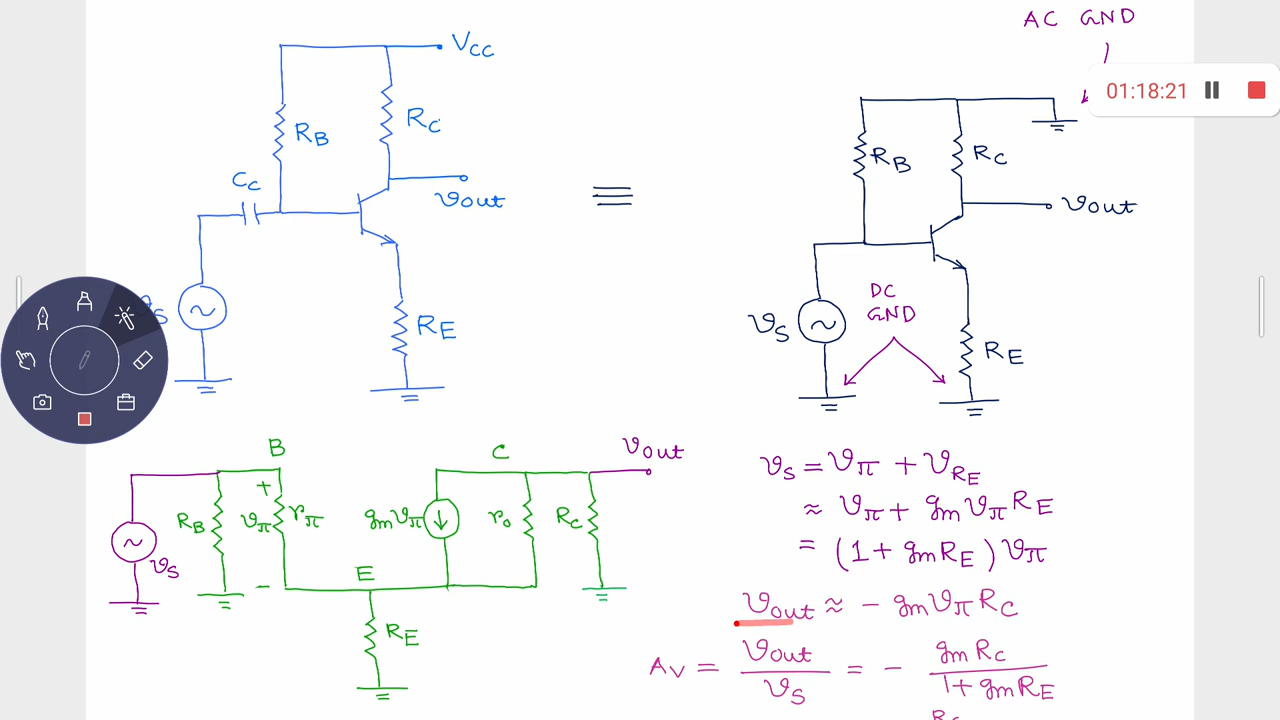 AC GND
01:18:21
VCC
RB
RC
CC
vout
vs
RE
≡
RB
RC
vout
vs
DC
GND
RE
B
C
vout
+
RB
vπ
rπ
gmvπ
ro
RC
vs
−
E
RE
vs = vπ + vRE
≈ vπ + gm vπ RE
= (1 + gm RE) vπ
vout ≈ − gm vπ RC
Av = vout / vs = − gm RC / 1 + gm RE